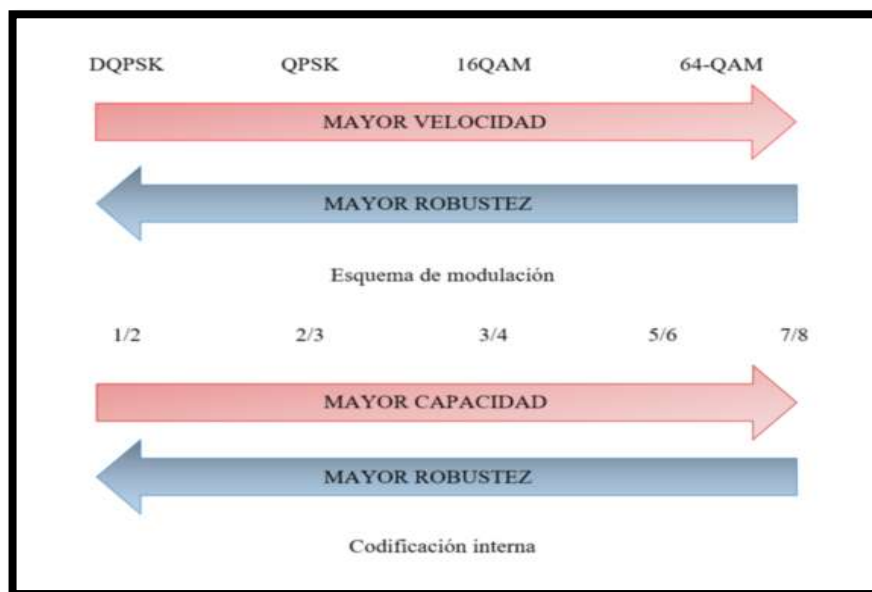 DQPSK QPSK 16QAM 64-QAM
MAYOR VELOCIDAD
MAYOR ROBUSTEZ
Esquema de modulación
1/2 2/3 3/4 5/6 7/8
MAYOR CAPACIDAD
MAYOR ROBUSTEZ
Codificación interna